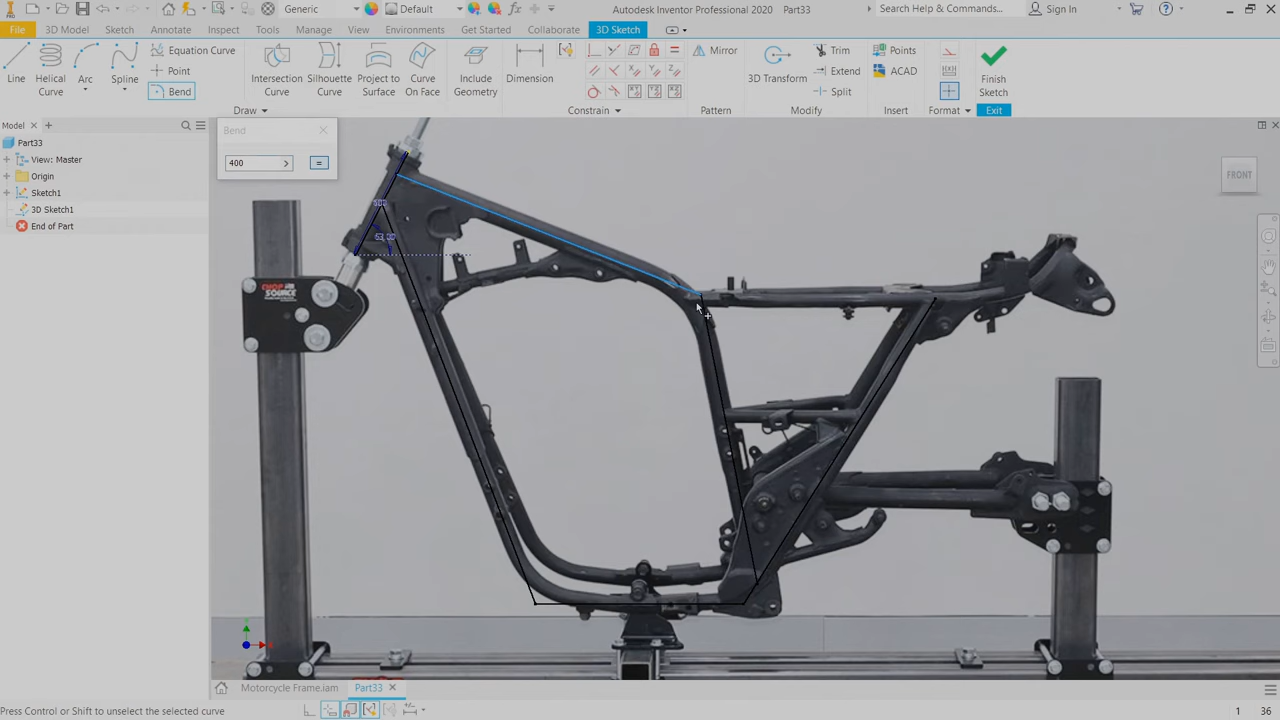 Generic
Default
Autodesk Inventor Professional 2020 Part33
Search Help & Commands...
Sign In
File
3D Model
Sketch
Annotate
Inspect
Tools
Manage
View
Environments
Get Started
Collaborate
3D Sketch
Line
Helical
Curve
Arc
Spline
Equation Curve
Point
Bend
Intersection
Curve
Silhouette
Curve
Project to
Surface
Curve
On Face
Include
Geometry
Dimension
Mirror
3D Transform
Trim
Extend
Split
Points
ACAD
Finish
Sketch
Draw
Constrain
Pattern
Modify
Insert
Format
Exit
Model
Part33
View: Master
Origin
Sketch1
3D Sketch1
End of Part
Bend
400
FRONT
CHOP
SOURCE
Motorcycle Frame.iam
Part33
Press Control or Shift to unselect the selected curve
1
36